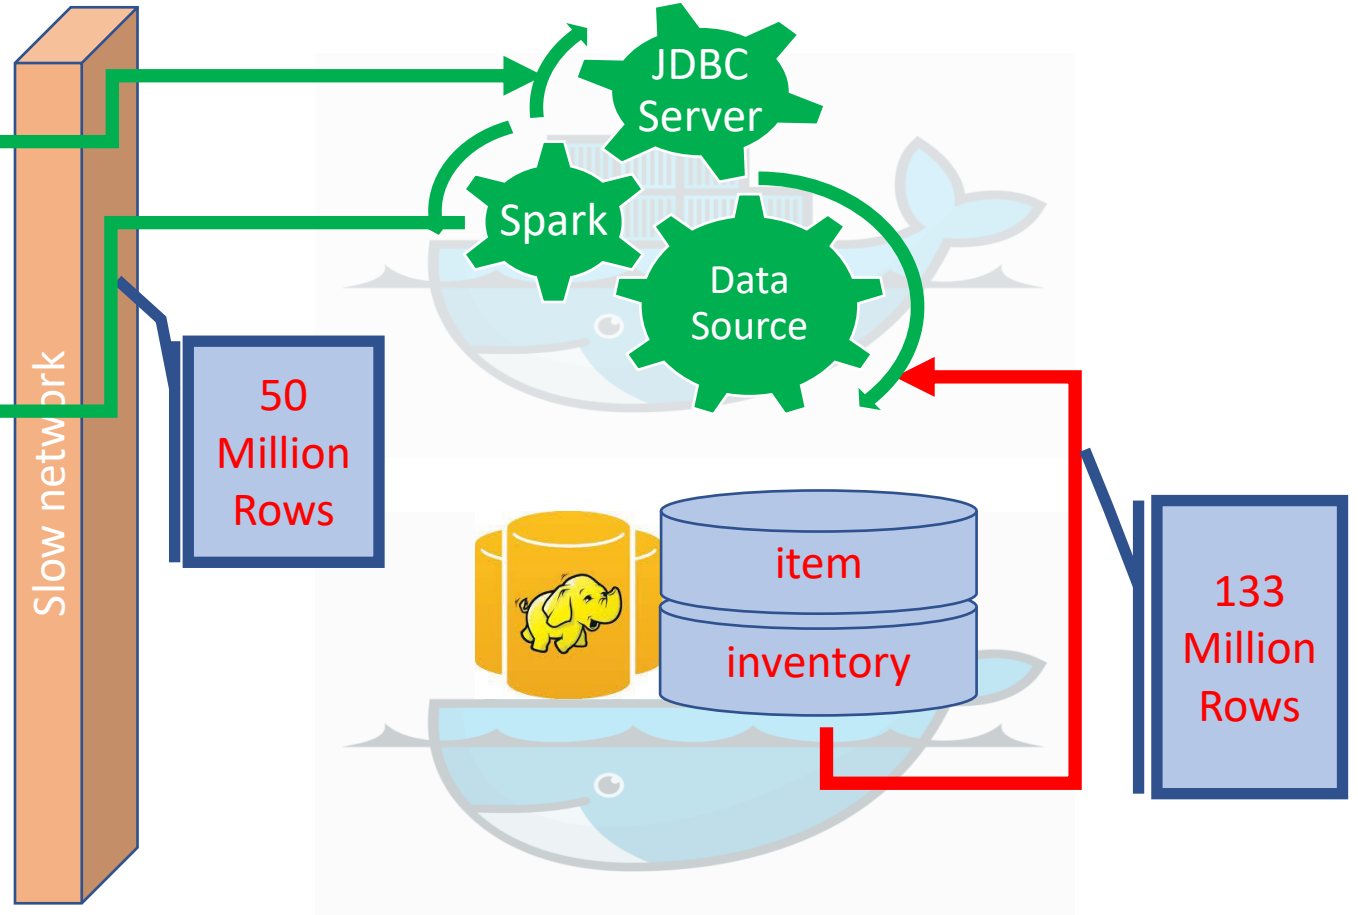 JDBC
Server
Spark
Data
Source
Slow network
50
Million
Rows
item
inventory
133
Million
Rows